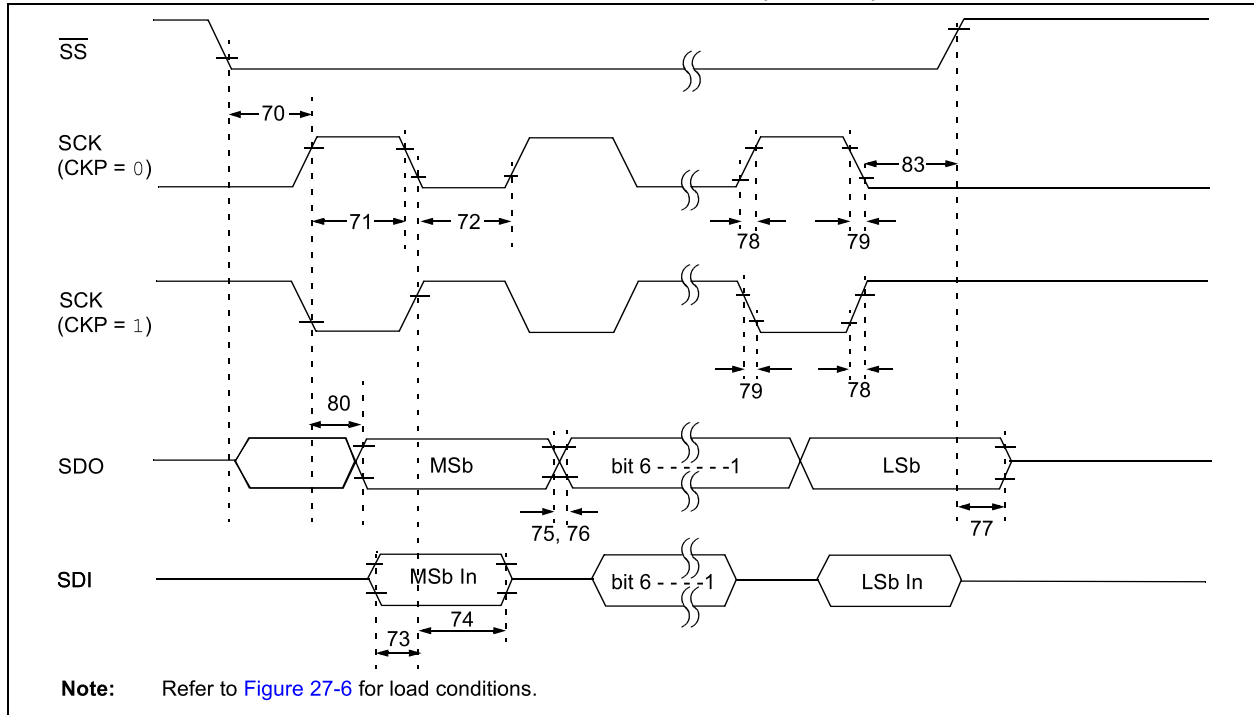 SS
70
SCK
(CKP = 0)
83
71
72
78
79
SCK
(CKP = 1)
79
78
80
SDO
MSb
bit 6 - - - - - -1
LSb
75, 76
77
SDI
MSb In
bit 6 - - - -1
LSb In
74
73
Note: Refer to Figure 27-6 for load conditions.